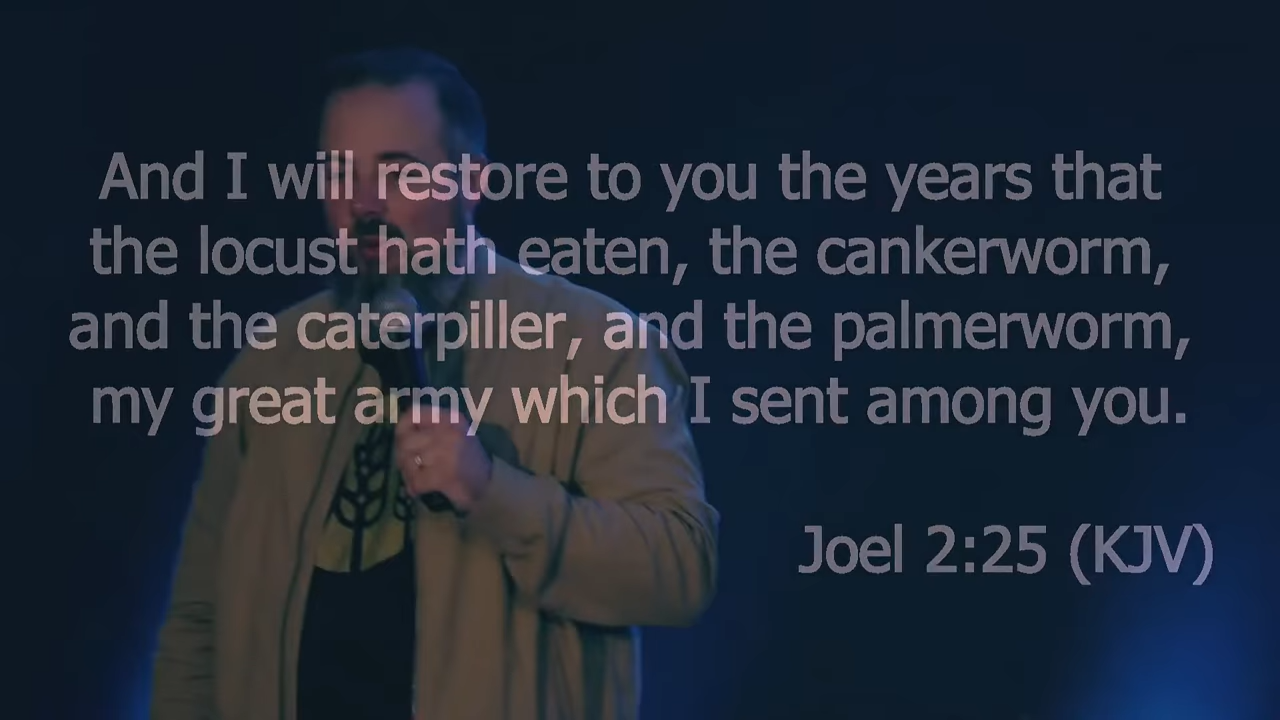 And I will restore to you the years that
the locust hath eaten, the cankerworm,
and the caterpiller, and the palmerworm,
my great army which I sent among you.
Joel 2:25 (KJV)